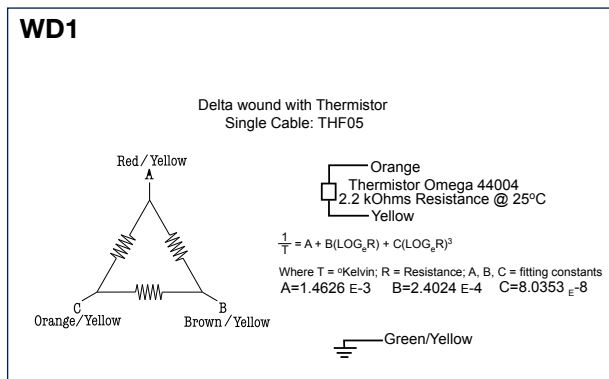 WD1
Delta wound with Thermistor
Single Cable: THF05
Red/Yellow
A
C
Orange/Yellow
B
Brown/Yellow
Orange
Thermistor Omega 44004
2.2 kOhms Resistance @ 25°C
Yellow
1/T = A + B(LOGₑR) + C(LOGₑR)³
Where T = °Kelvin; R = Resistance; A, B, C = fitting constants
A=1.4626 E-3 B=2.4024 E-4 C=8.0353 E-8
Green/Yellow